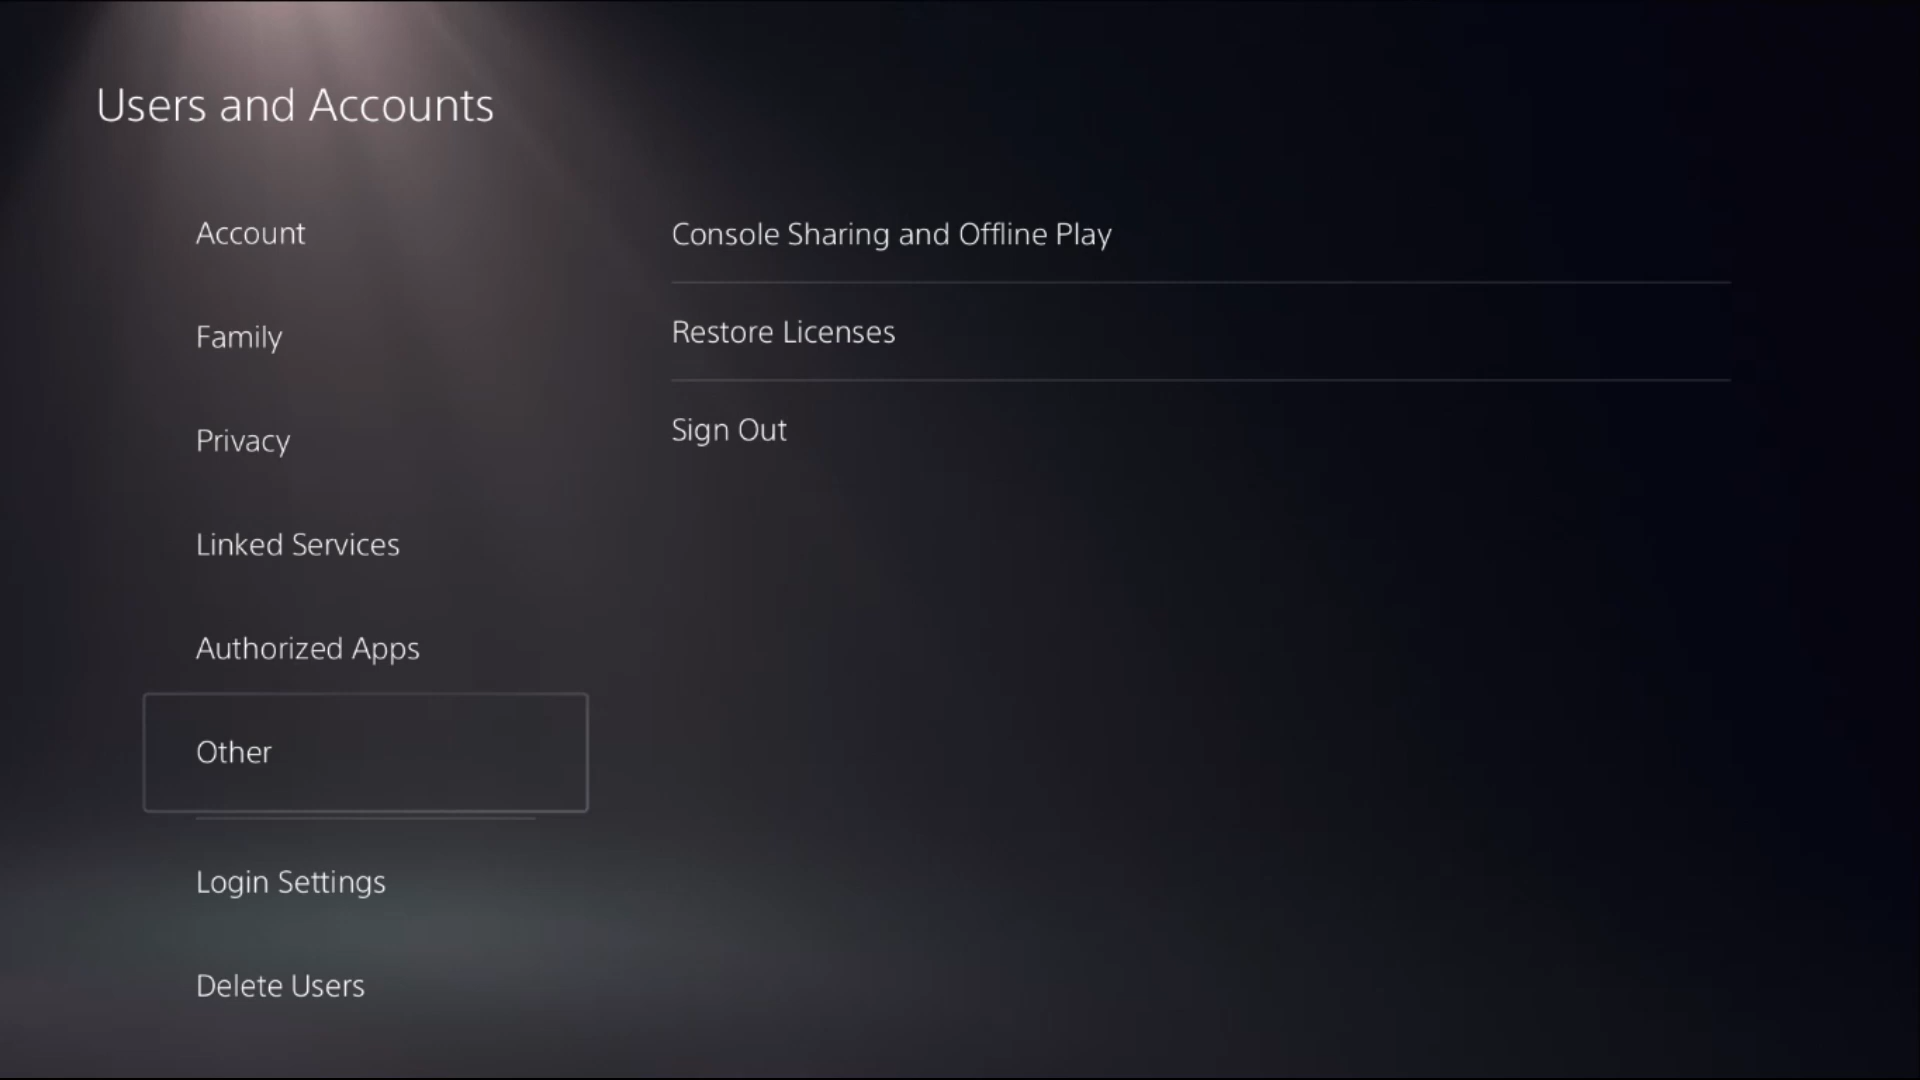 Users and Accounts
Account
Family
Privacy
Linked Services
Authorized Apps
Other
Login Settings
Delete Users
Console Sharing and Offline Play
Restore Licenses
Sign Out